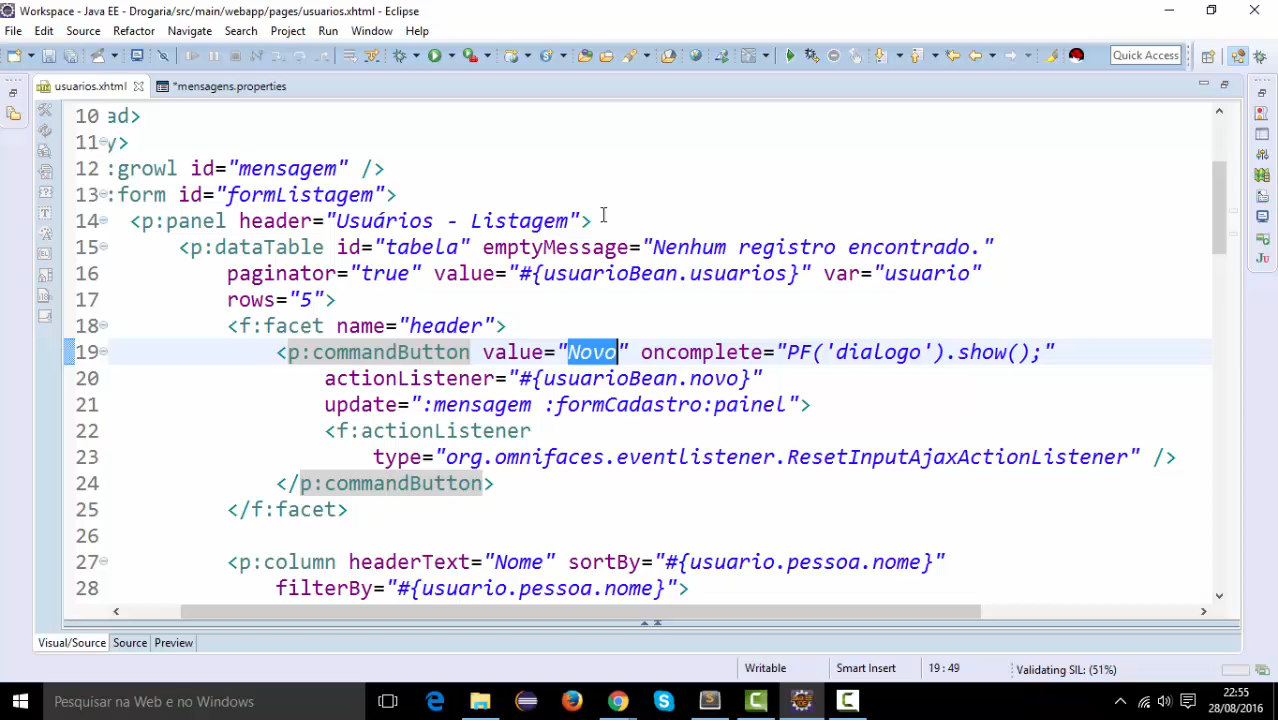 Workspace - Java EE - Drogaria/src/main/webapp/pages/usuarios.xhtml - Eclipse
File Edit Source Refactor Navigate Search Project Run Window Help
Quick Access
usuarios.xhtml *mensagens.properties
10 ad>
11 y>
12 :growl id="mensagem" />
13 :form id="formListagem">
14 <p:panel header="Usuários - Listagem">
15 <p:dataTable id="tabela" emptyMessage="Nenhum registro encontrado."
16 paginator="true" value="#{usuarioBean.usuarios}" var="usuario"
17 rows="5">
18 <f:facet name="header">
19 <p:commandButton value="Novo" oncomplete="PF('dialogo').show();"
20 actionListener="#{usuarioBean.novo}"
21 update=":mensagem :formCadastro:painel">
22 <f:actionListener
23 type="org.omnifaces.eventlistener.ResetInputAjaxActionListener" />
24 </p:commandButton>
25 </f:facet>
26
27 <p:column headerText="Nome" sortBy="#{usuario.pessoa.nome}"
28 filterBy="#{usuario.pessoa.nome}">
Visual/Source Source Preview
Writable Smart Insert 19 : 49 Validating SIL: (51%)
Pesquisar na Web e no Windows
22:55
28/08/2016